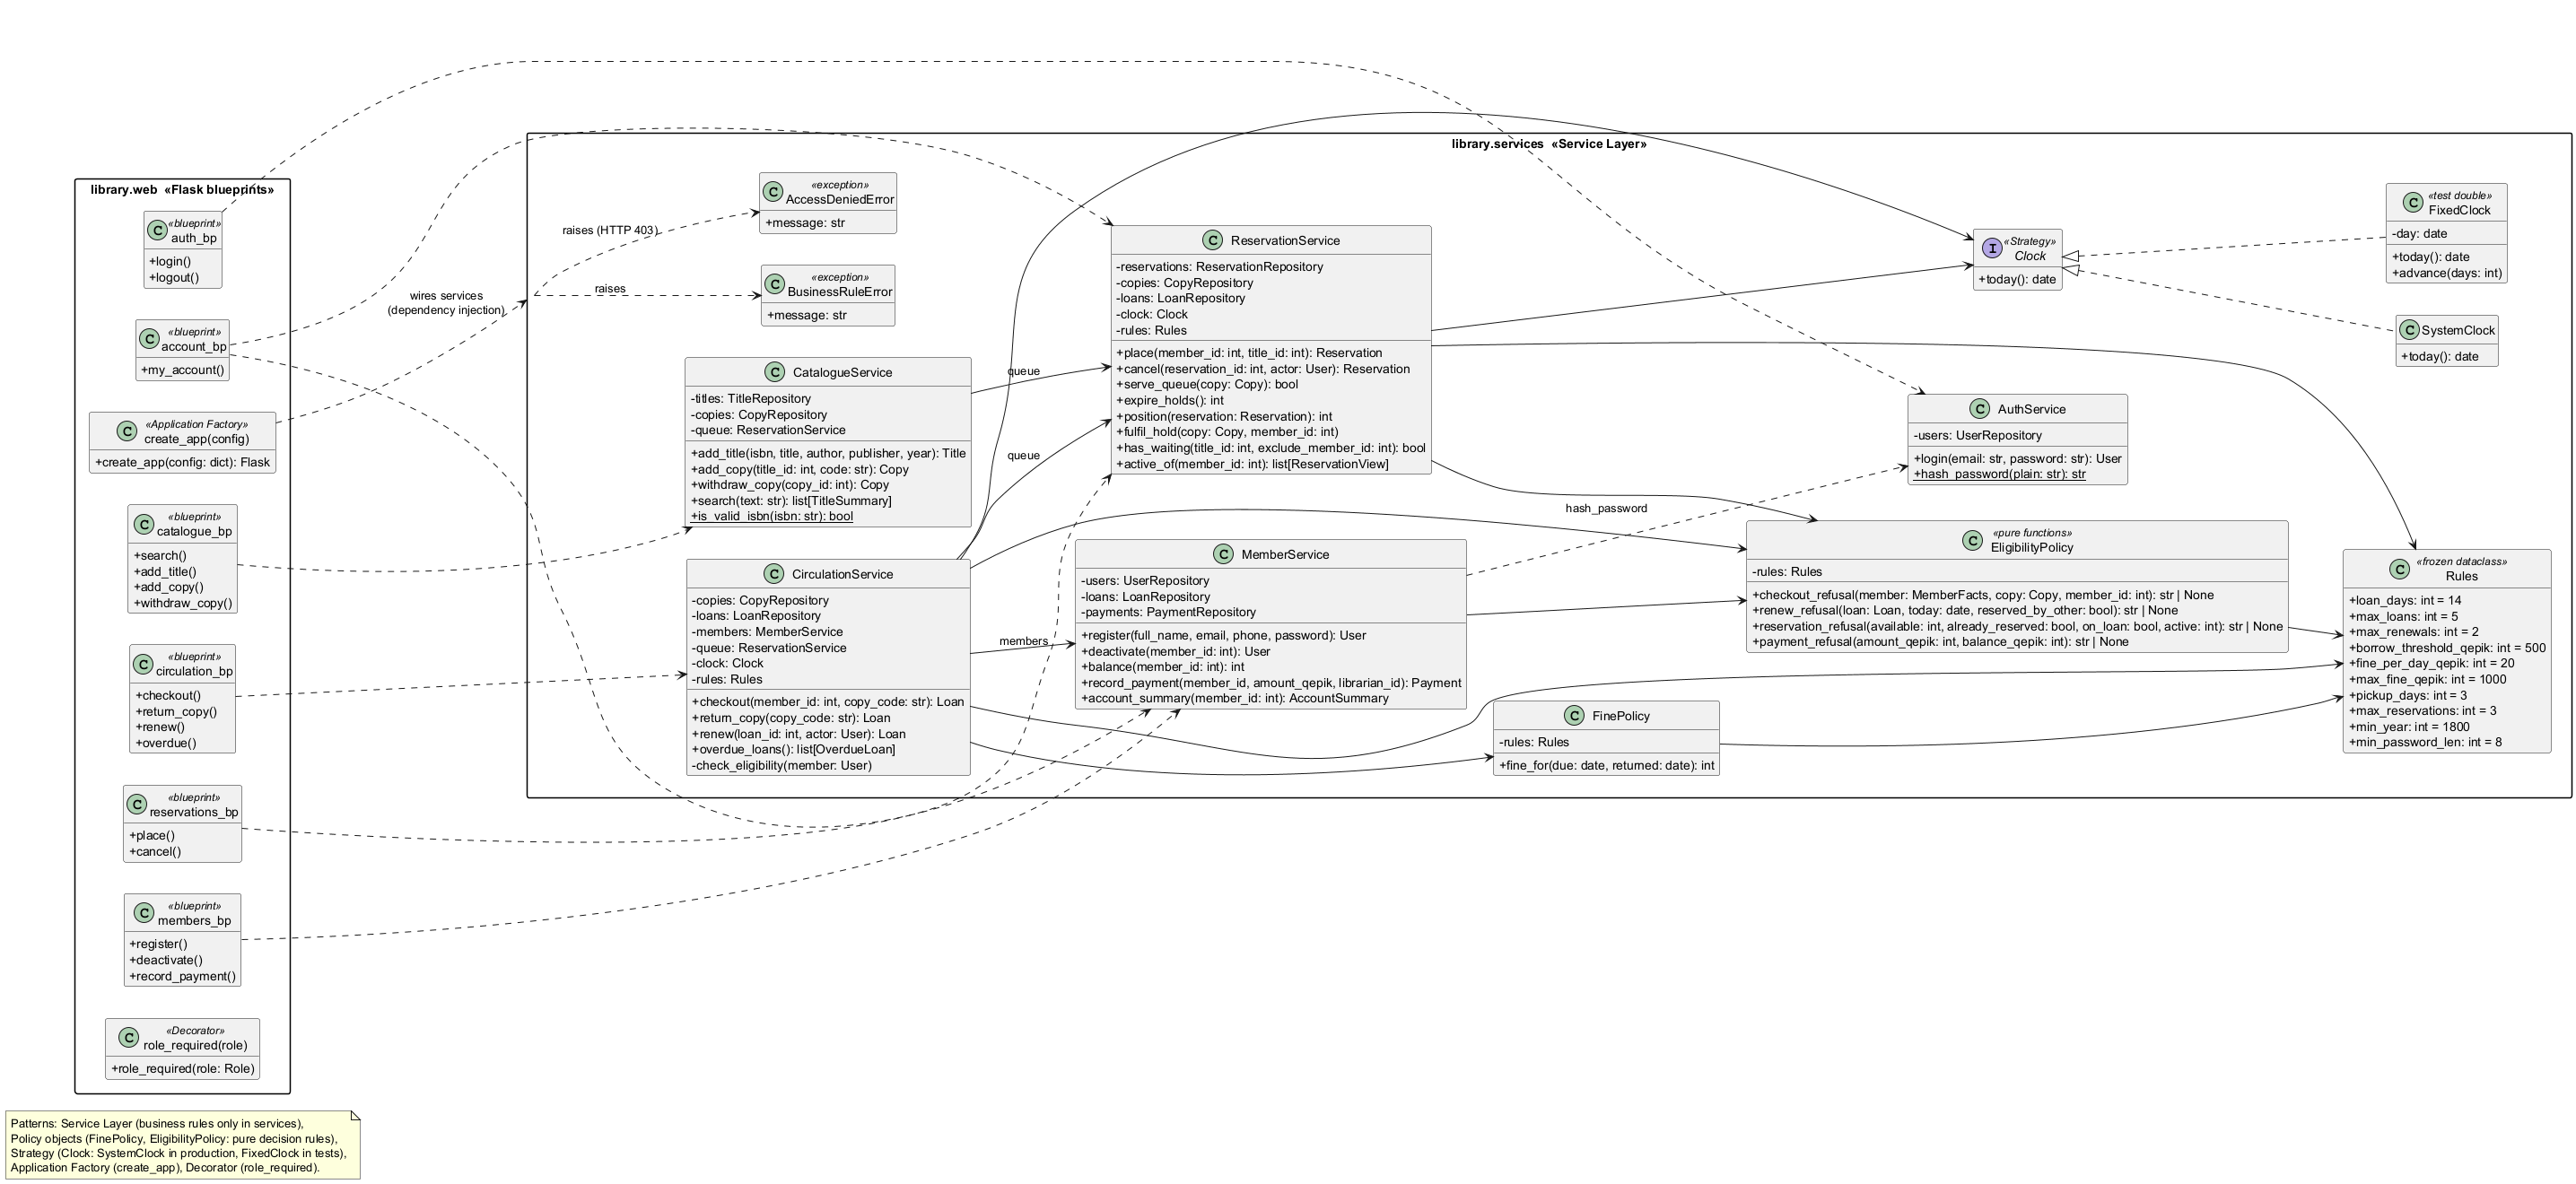 library.web «Flask blueprints»
«blueprint»
auth_bp
+login()
+logout()
«blueprint»
account_bp
+my_account()
«Application Factory»
create_app(config)
+create_app(config: dict): Flask
«blueprint»
catalogue_bp
+search()
+add_title()
+add_copy()
+withdraw_copy()
«blueprint»
circulation_bp
+checkout()
+return_copy()
+renew()
+overdue()
«blueprint»
reservations_bp
+place()
+cancel()
«blueprint»
members_bp
+register()
+deactivate()
+record_payment()
«Decorator»
role_required(role)
+role_required(role: Role)
wires services
(dependency injection)
library.services «Service Layer»
raises (HTTP 403)
raises
«exception»
AccessDeniedError
+message: str
«exception»
BusinessRuleError
+message: str
CatalogueService
-titles: TitleRepository
-copies: CopyRepository
-queue: ReservationService
+add_title(isbn, title, author, publisher, year): Title
+add_copy(title_id: int, code: str): Copy
+withdraw_copy(copy_id: int): Copy
+search(text: str): list[TitleSummary]
+is_valid_isbn(isbn: str): bool
CirculationService
-copies: CopyRepository
-loans: LoanRepository
-members: MemberService
-queue: ReservationService
-clock: Clock
-rules: Rules
+checkout(member_id: int, copy_code: str): Loan
+return_copy(copy_code: str): Loan
+renew(loan_id: int, actor: User): Loan
+overdue_loans(): list[OverdueLoan]
-check_eligibility(member: User)
queue
queue
members
ReservationService
-reservations: ReservationRepository
-copies: CopyRepository
-loans: LoanRepository
-clock: Clock
-rules: Rules
+place(member_id: int, title_id: int): Reservation
+cancel(reservation_id: int, actor: User): Reservation
+serve_queue(copy: Copy): bool
+expire_holds(): int
+position(reservation: Reservation): int
+fulfil_hold(copy: Copy, member_id: int)
+has_waiting(title_id: int, exclude_member_id: int): bool
+active_of(member_id: int): list[ReservationView]
MemberService
-users: UserRepository
-loans: LoanRepository
-payments: PaymentRepository
+register(full_name, email, phone, password): User
+deactivate(member_id: int): User
+balance(member_id: int): int
+record_payment(member_id, amount_qepik, librarian_id): Payment
+account_summary(member_id: int): AccountSummary
hash_password
FinePolicy
-rules: Rules
+fine_for(due: date, returned: date): int
«Strategy»
Clock
+today(): date
AuthService
-users: UserRepository
+login(email: str, password: str): User
+hash_password(plain: str): str
«pure functions»
EligibilityPolicy
-rules: Rules
+checkout_refusal(member: MemberFacts, copy: Copy, member_id: int): str | None
+renew_refusal(loan: Loan, today: date, reserved_by_other: bool): str | None
+reservation_refusal(available: int, already_reserved: bool, on_loan: bool, active: int): str | None
+payment_refusal(amount_qepik: int, balance_qepik: int): str | None
«test double»
FixedClock
-day: date
+today(): date
+advance(days: int)
SystemClock
+today(): date
«frozen dataclass»
Rules
+loan_days: int = 14
+max_loans: int = 5
+max_renewals: int = 2
+borrow_threshold_qepik: int = 500
+fine_per_day_qepik: int = 20
+max_fine_qepik: int = 1000
+pickup_days: int = 3
+max_reservations: int = 3
+min_year: int = 1800
+min_password_len: int = 8
Patterns: Service Layer (business rules only in services),
Policy objects (FinePolicy, EligibilityPolicy: pure decision rules),
Strategy (Clock: SystemClock in production, FixedClock in tests),
Application Factory (create_app), Decorator (role_required).